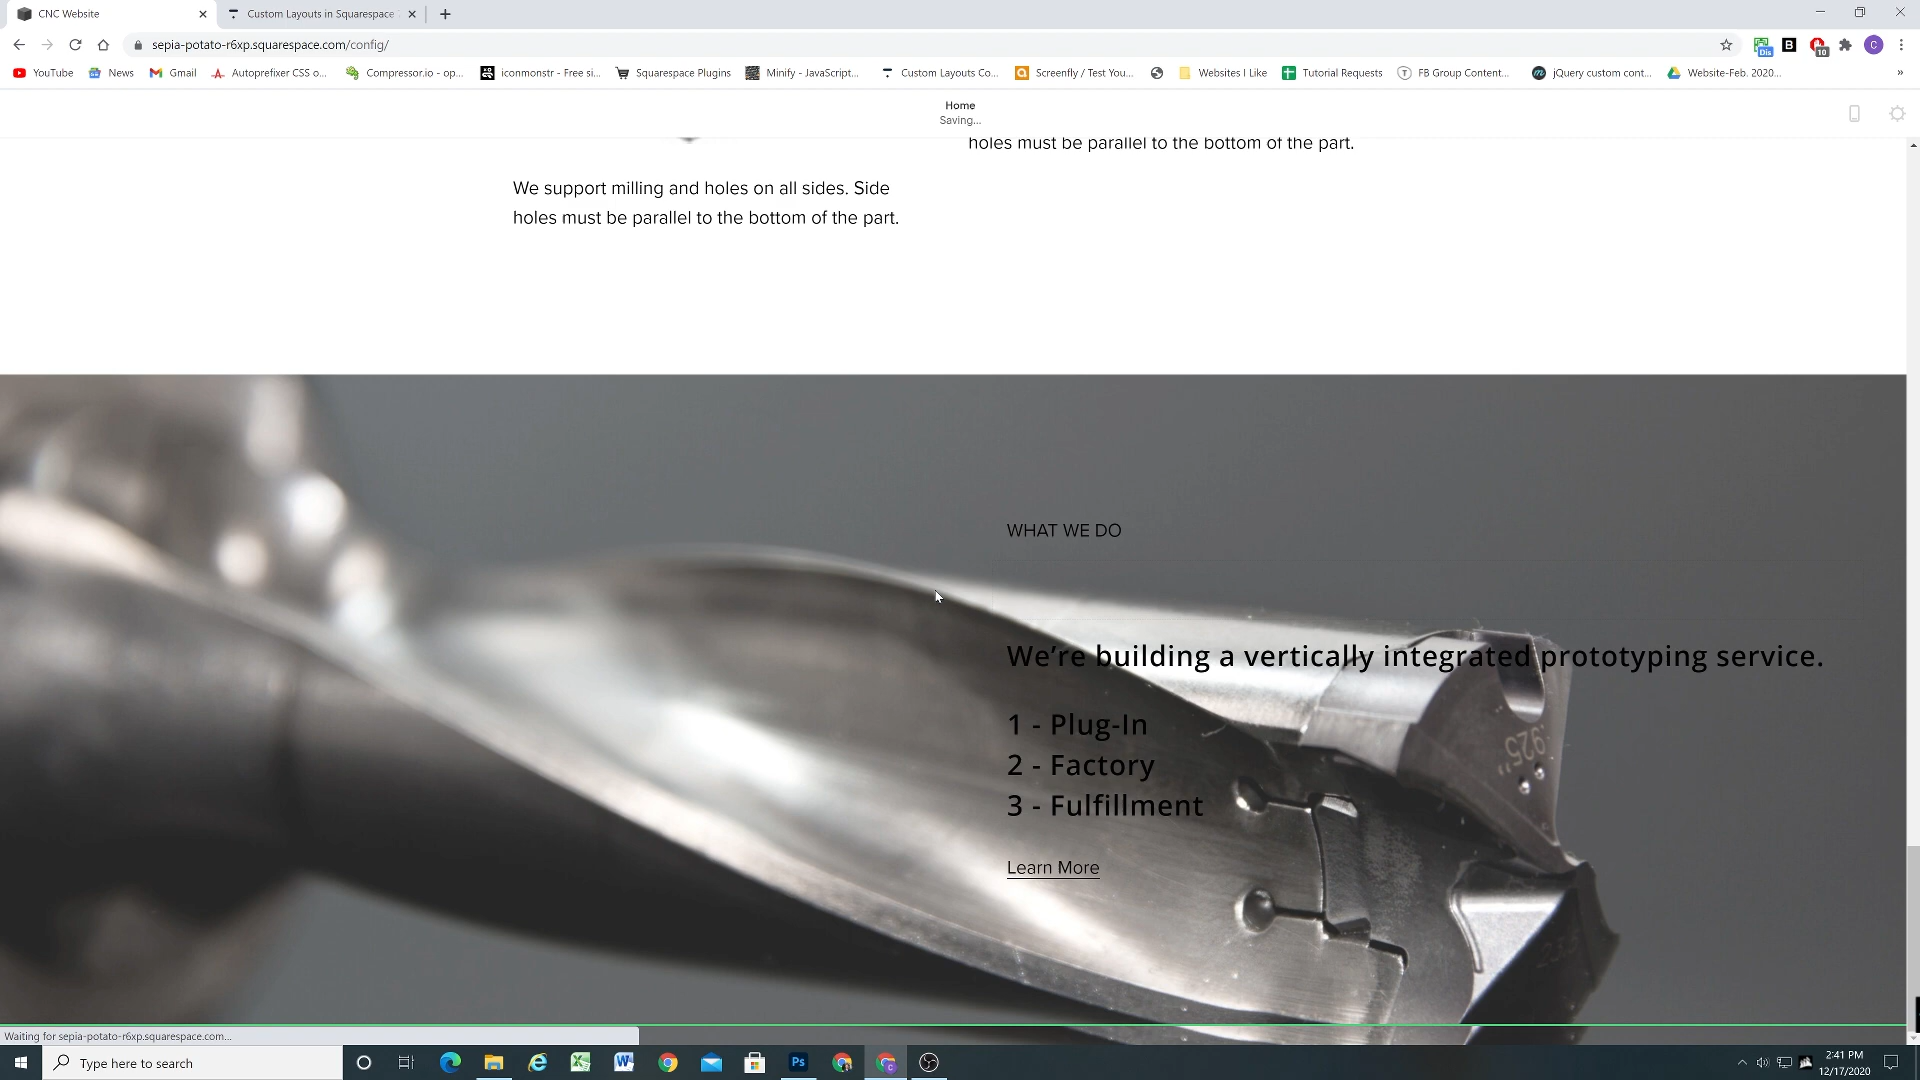 CNC Website
Custom Layouts in Squarespace
sepia-potato-r6xp.squarespace.com/config/
Dis
B
10
C
YouTube
News
Gmail
Autoprefixer CSS o...
Compressor.io - op...
iconmonstr - Free si...
Squarespace Plugins
Minify - JavaScript...
Custom Layouts Co...
Screenfly / Test You...
Websites I Like
Tutorial Requests
FB Group Content...
jQuery custom cont...
Website-Feb. 2020...
»
Home
Saving...
holes must be parallel to the bottom of the part.
We support milling and holes on all sides. Side
holes must be parallel to the bottom of the part.
WHAT WE DO
We’re building a vertically integrated prototyping service.
1 - Plug-In
2 - Factory
3 - Fulfillment
Learn More
Waiting for sepia-potato-r6xp.squarespace.com...
Type here to search
Ps
2:41 PM
12/17/2020